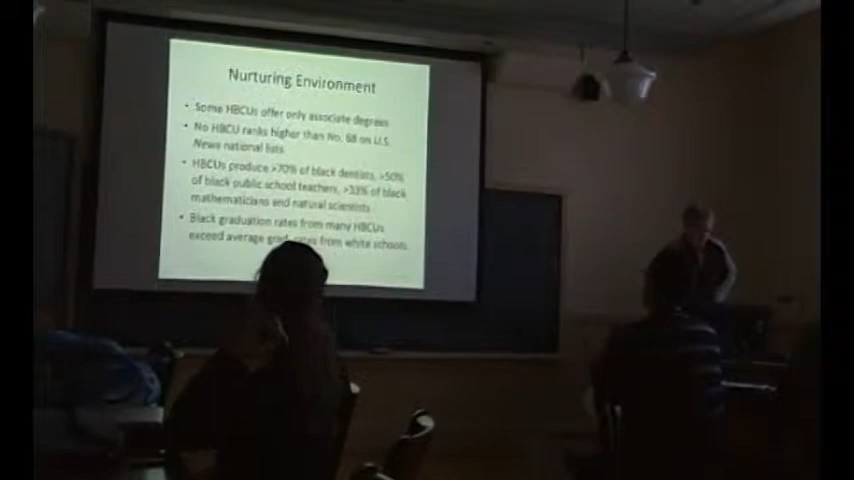 Nurturing Environment
• Some HBCUs offer only associate degrees
• No HBCU ranks higher than No. 68 on U.S.
News national lists
• HBCUs produce >70% of black dentists, >50%
of black public school teachers, >33% of black
mathematicians and natural scientists
• Black graduation rates from many HBCUs
exceed average grad. rates from white schools.